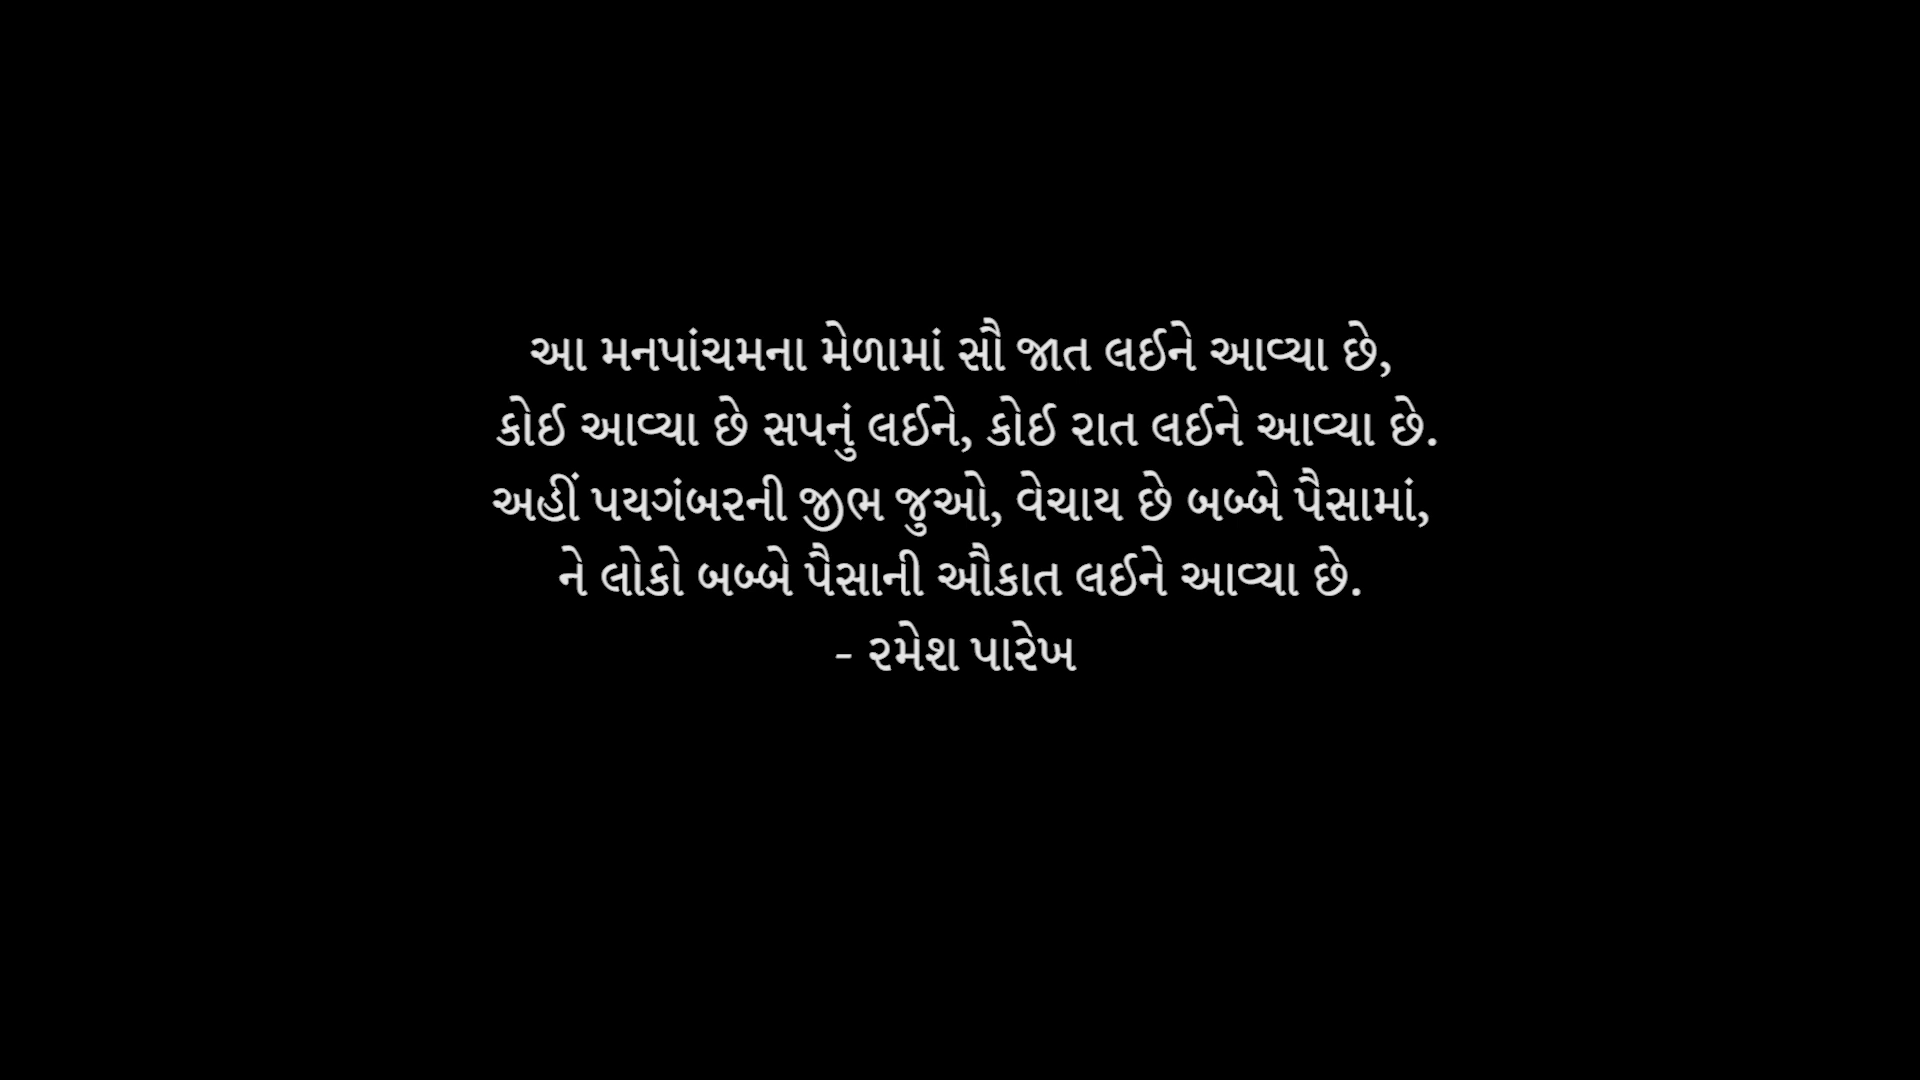 આ મનપાંચમના મેળામાં સૌ જાત લઈને આવ્યા છે,
કોઈ આવ્યા છે સપનું લઈને, કોઈ રાત લઈને આવ્યા છે.
અહીં પયગંબરની જીભ જુઓ, વેચાય છે બબ્બે પૈસામાં,
ને લોકો બબ્બે પૈસાની ઔકાત લઈને આવ્યા છે.
- રમેશ પારેખ